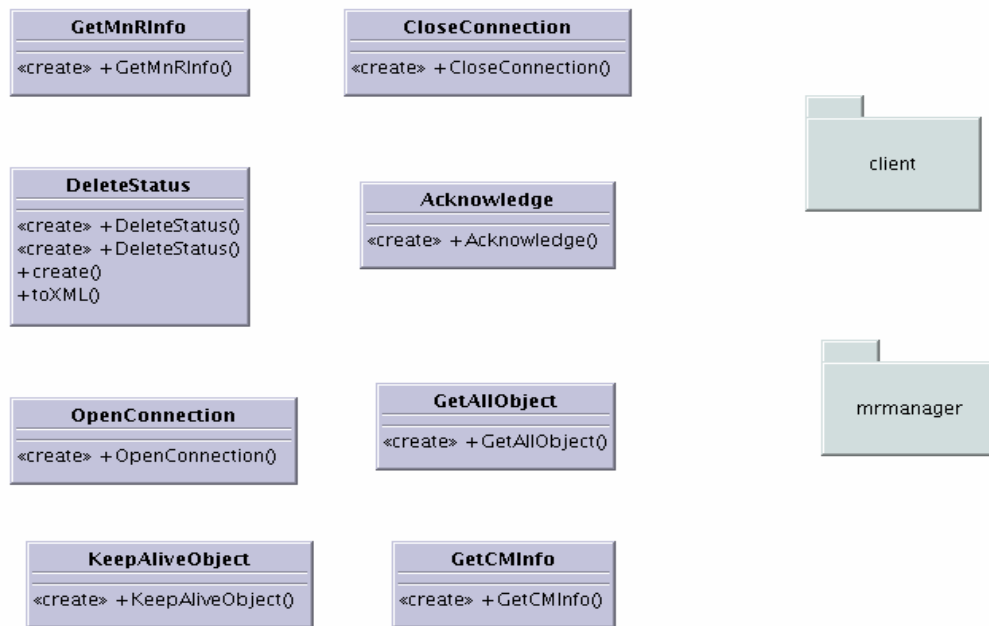 GetMnRInfo
«create» +GetMnRInfo()
CloseConnection
«create» +CloseConnection()
client
DeleteStatus
«create» +DeleteStatus()
«create» +DeleteStatus()
+create()
+toXML()
Acknowledge
«create» +Acknowledge()
mrmanager
OpenConnection
«create» +OpenConnection()
GetAllObject
«create» +GetAllObject()
KeepAliveObject
«create» +KeepAliveObject()
GetCMInfo
«create» +GetCMInfo()